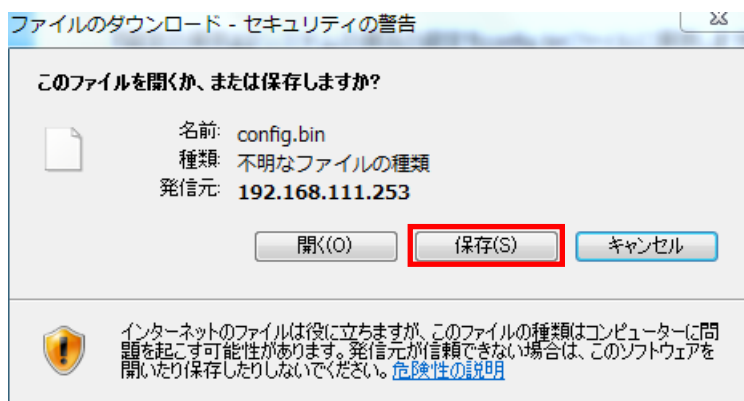 ファイルのダウンロード - セキュリティの警告
このファイルを開くか、または保存しますか?
名前: config.bin
種類: 不明なファイルの種類
発信元: 192.168.111.253
開く(O) 保存(S) キャンセル
インターネットのファイルは役に立ちますが、このファイルの種類はコンピューターに問
題を起こす可能性があります。発信元が信頼できない場合は、このソフトウェアを
開いたり保存したりしないでください。危険性の説明